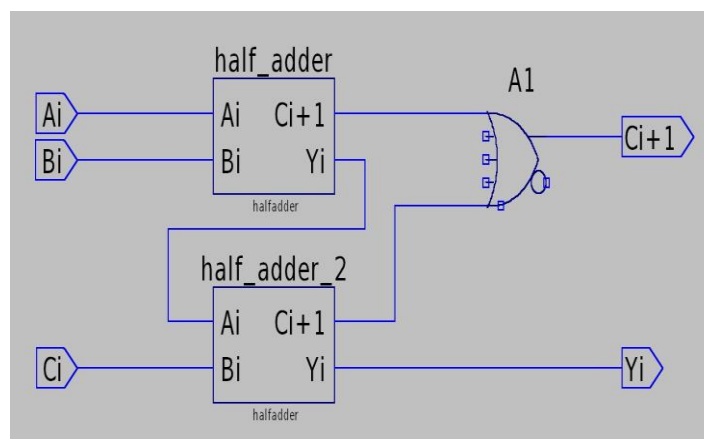 half_adder
A1
Ai
Ai Ci+1
Ci+1
Bi
Bi Yi
halfadder
half_adder_2
Ai Ci+1
Ci
Bi Yi
Yi
halfadder